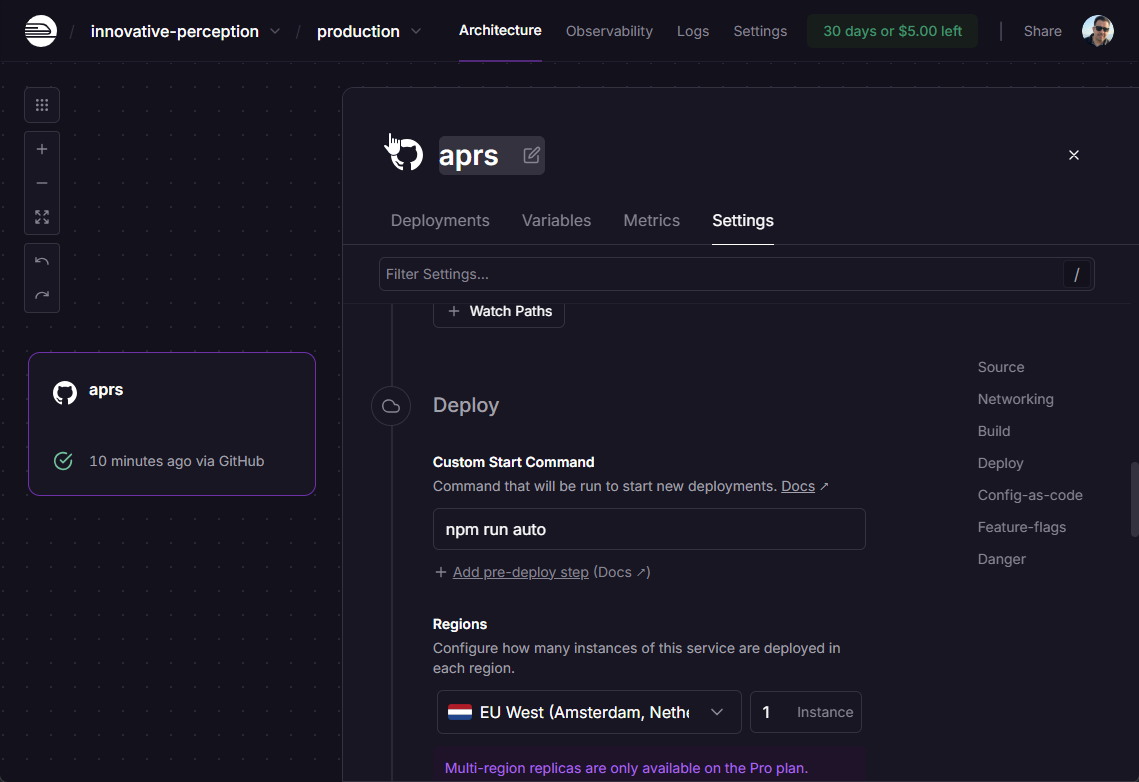 / innovative-perception / production Architecture Observability Logs Settings 30 days or $5.00 left Share
aprs
Deployments Variables Metrics Settings
Filter Settings... /
+ Watch Paths
aprs
10 minutes ago via GitHub
Deploy
Custom Start Command
Command that will be run to start new deployments. Docs ↗
npm run auto
+ Add pre-deploy step (Docs ↗)
Regions
Configure how many instances of this service are deployed in
each region.
EU West (Amsterdam, Nethe
1 Instance
Multi-region replicas are only available on the Pro plan.
Source
Networking
Build
Deploy
Config-as-code
Feature-flags
Danger